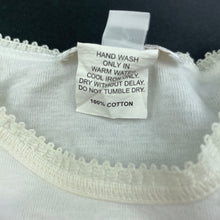 HAND WASH
ONLY IN
WARM WATER.
COOL IRON.
DRY WITHOUT DELAY.
DO NOT TUMBLE DRY.
100% COTTON